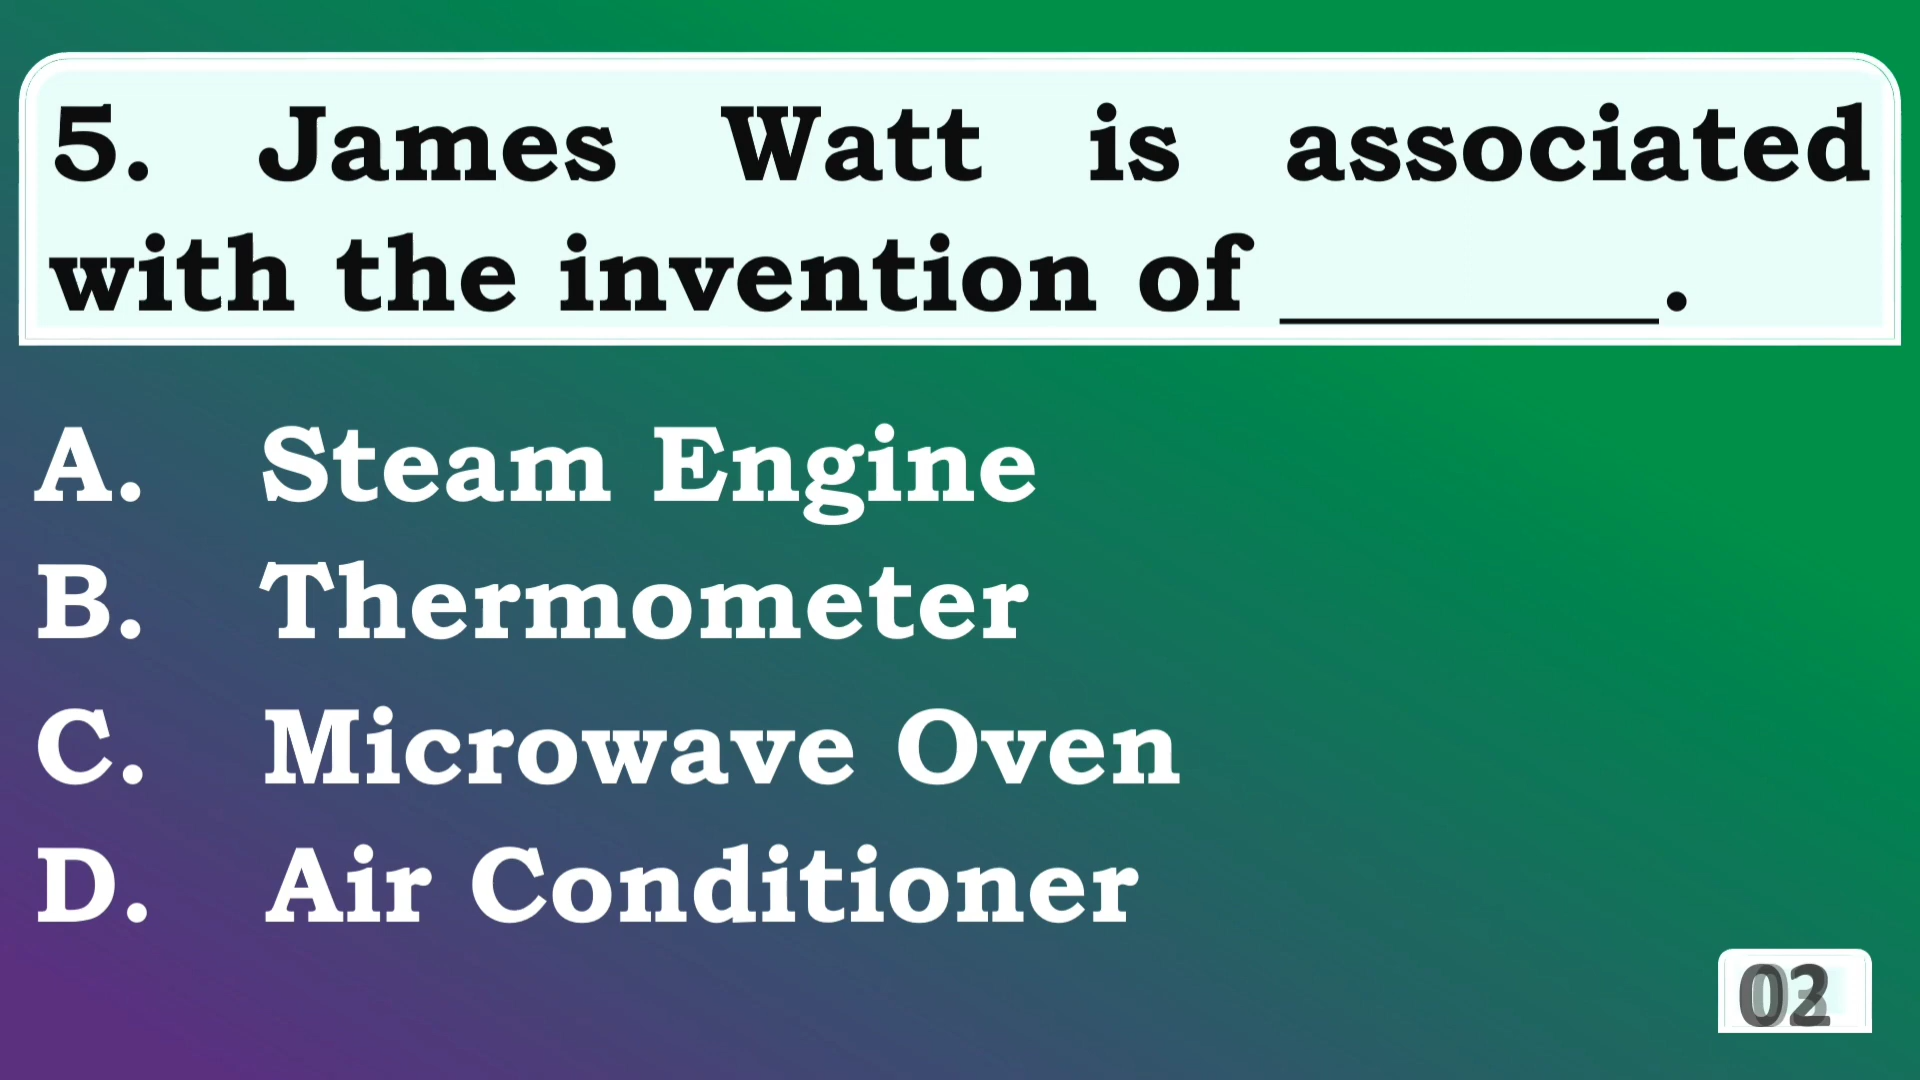 5. James Watt is associated
with the invention of ________.
A. Steam Engine
B. Thermometer
C. Microwave Oven
D. Air Conditioner
02